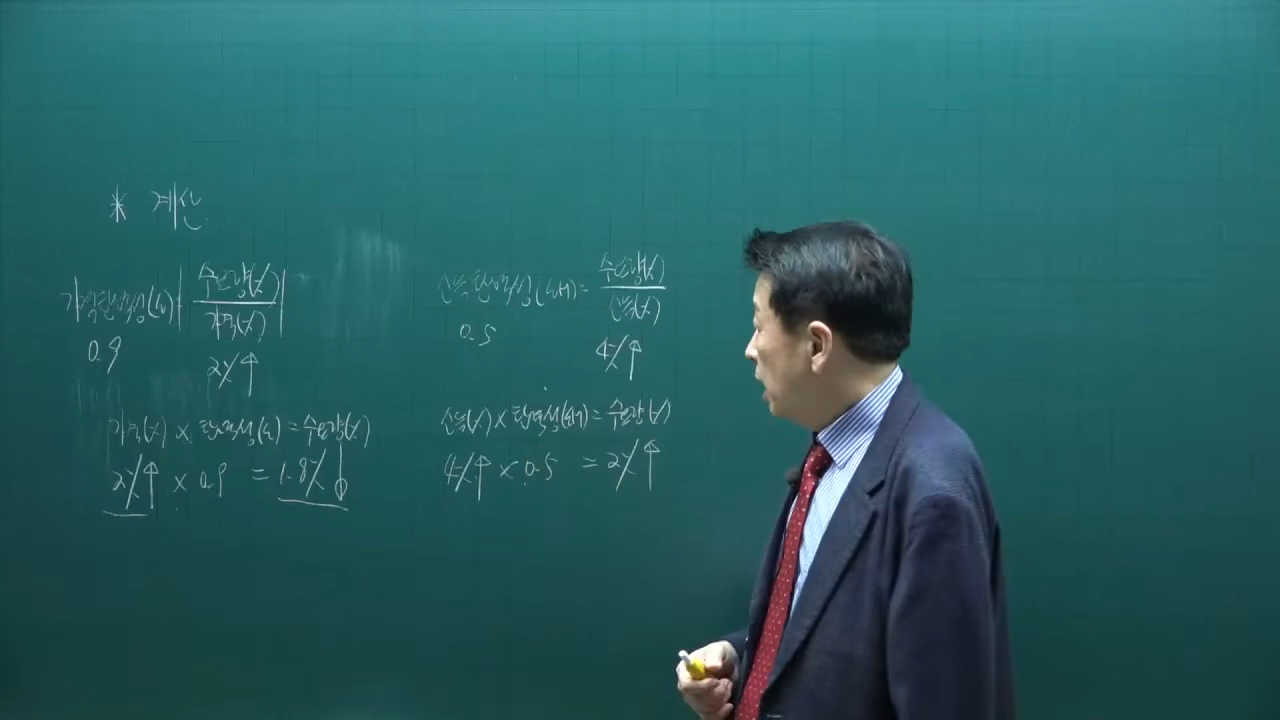 * 계산
가격탄력성(ε) | 수요량(%) / 가격(%) |
0.9 2%↑
가격(%) × 탄력성(ε) = 수요량(%)
2%↑ × 0.9 = 1.8%↓
소득탄력성( ) = 수요량(%) / 소득(%)
0.5 4%↑
소득(%) × 탄력성( ) = 수요량(%)
4%↑ × 0.5 = 2%↑